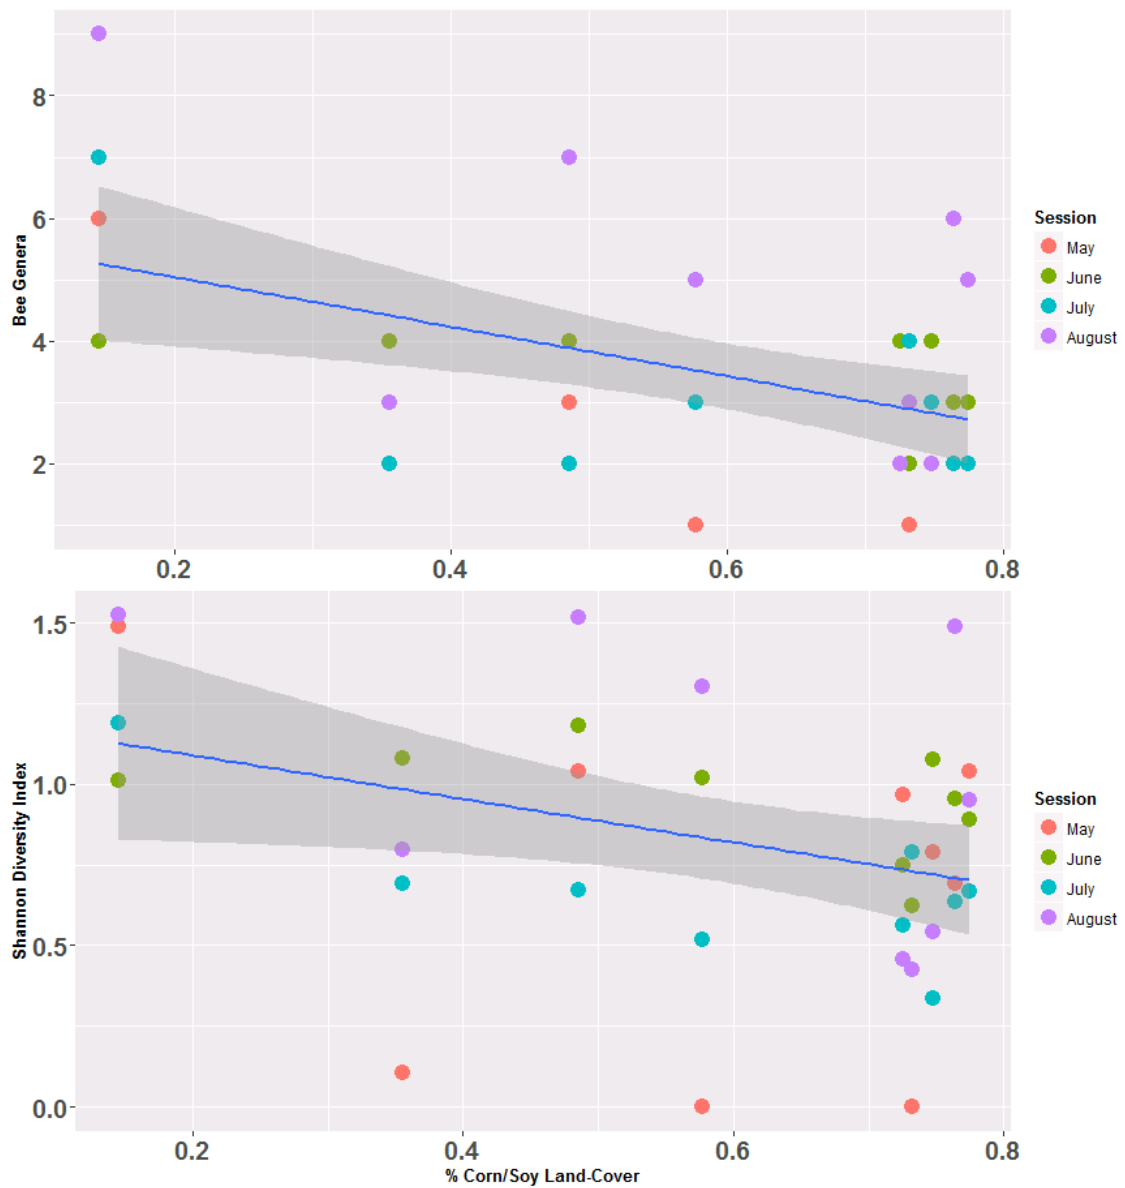 8
6
4
2
Bee Genera
0.2 0.4 0.6 0.8
Session
May
June
July
August
1.5
1.0
0.5
0.0
Shannon Diversity Index
0.2 0.4 0.6 0.8
% Corn/Soy Land-Cover
Session
May
June
July
August